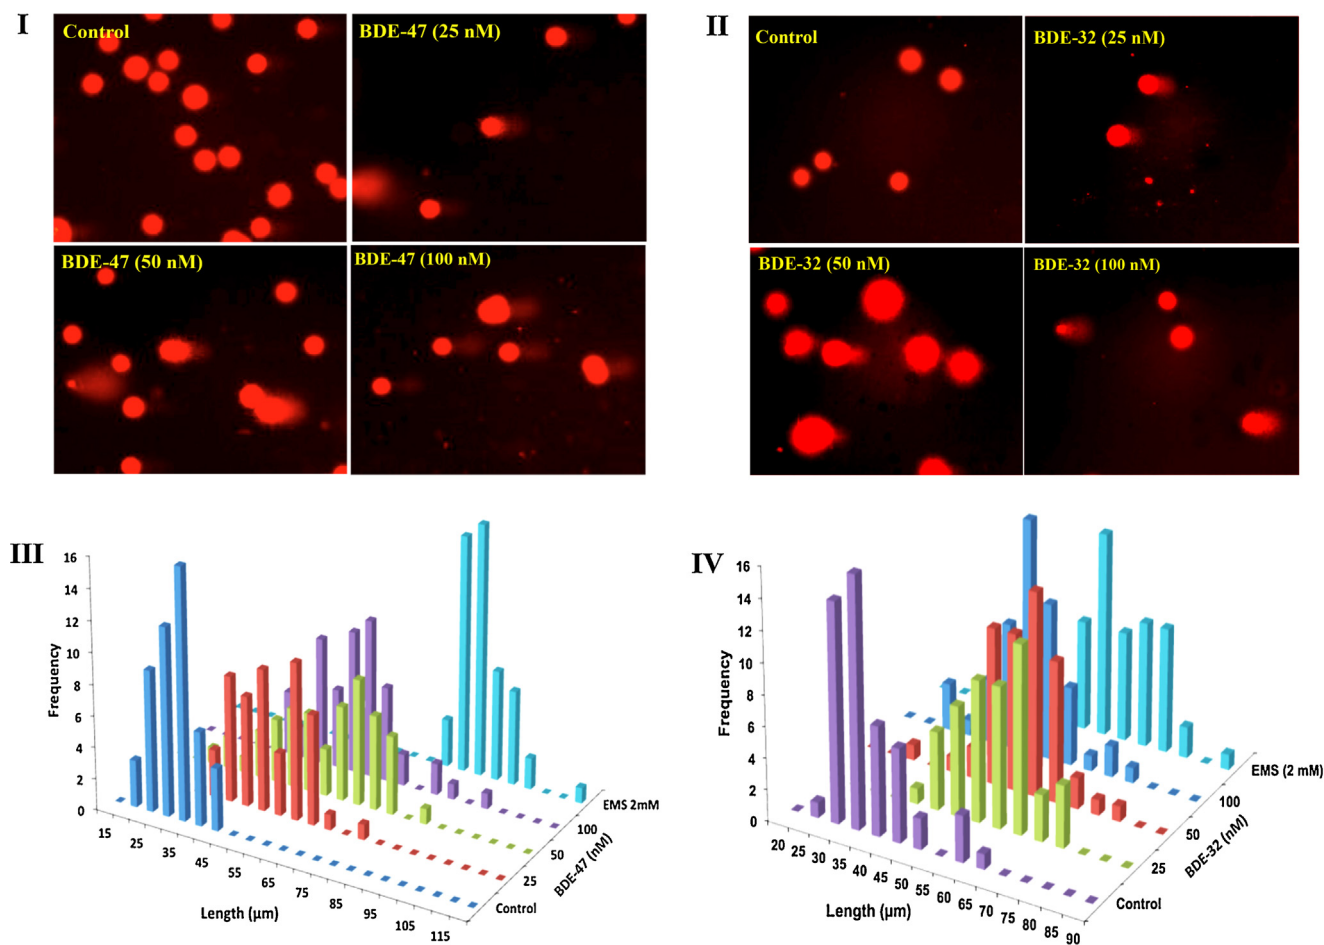 I
Control
BDE-47 (25 nM)
BDE-47 (50 nM)
BDE-47 (100 nM)
II
Control
BDE-32 (25 nM)
BDE-32 (50 nM)
BDE-32 (100 nM)
III
Frequency
16
14
12
10
8
6
4
2
0
15
25
35
45
55
65
75
85
95
105
115
Length (µm)
Control
25
50
100
EMS 2mM
BDE-47 (nM)
IV
Frequency
16
14
12
10
8
6
4
2
0
20
25
30
35
40
45
50
55
60
65
70
75
80
85
90
Length (µm)
Control
25
50
100
EMS (2 mM)
BDE-32 (nM)